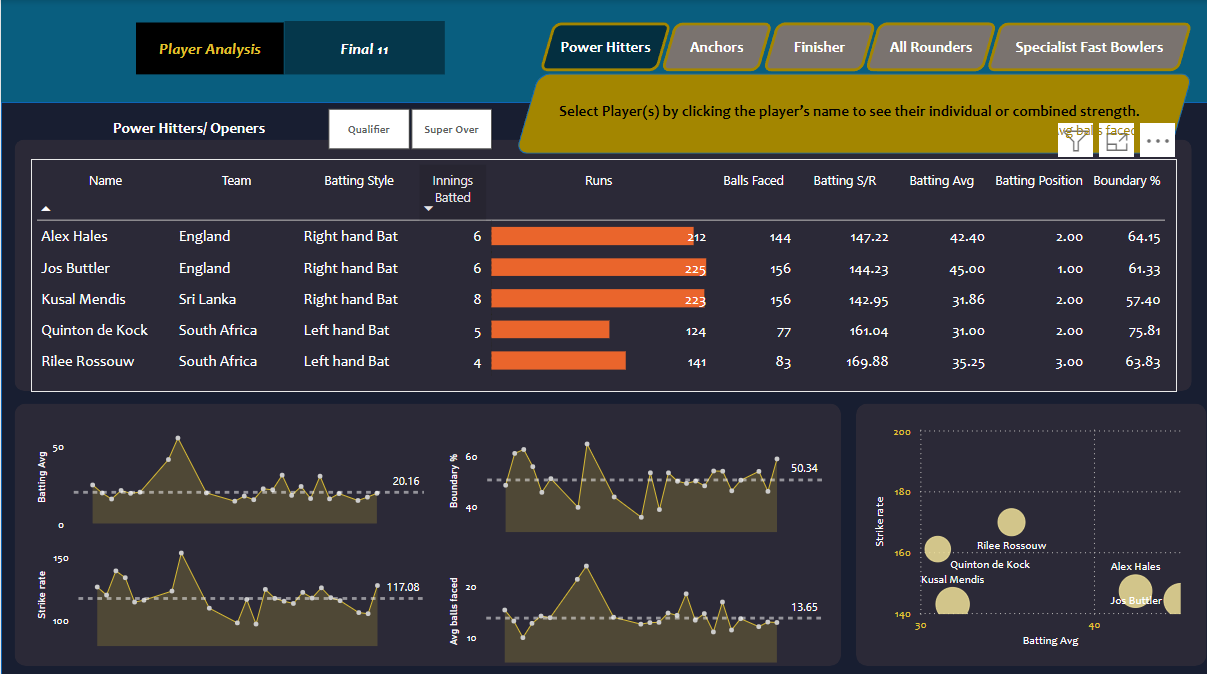 Player Analysis
Final 11
Power Hitters
Anchors
Finisher
All Rounders
Specialist Fast Bowlers
Select Player(s) by clicking the player's name to see their individual or combined strength.
Avg balls faced
Power Hitters/ Openers
Qualifier
Super Over
Name Team Batting Style Innings Batted Runs Balls Faced Batting S/R Batting Avg Batting Position Boundary %
Alex Hales England Right hand Bat 6 212 144 147.22 42.40 2.00 64.15
Jos Buttler England Right hand Bat 6 225 156 144.23 45.00 1.00 61.33
Kusal Mendis Sri Lanka Right hand Bat 8 223 156 142.95 31.86 2.00 57.40
Quinton de Kock South Africa Left hand Bat 5 124 77 161.04 31.00 2.00 75.81
Rilee Rossouw South Africa Left hand Bat 4 141 83 169.88 35.25 3.00 63.83
Batting Avg
50
0
20.16
Boundary %
60
40
50.34
Strike rate
150
100
117.08
Avg balls faced
20
10
13.65
Strike rate
200
180
160
140
Rilee Rossouw
Quinton de Kock
Kusal Mendis
Alex Hales
Jos Buttler
30
40
Batting Avg